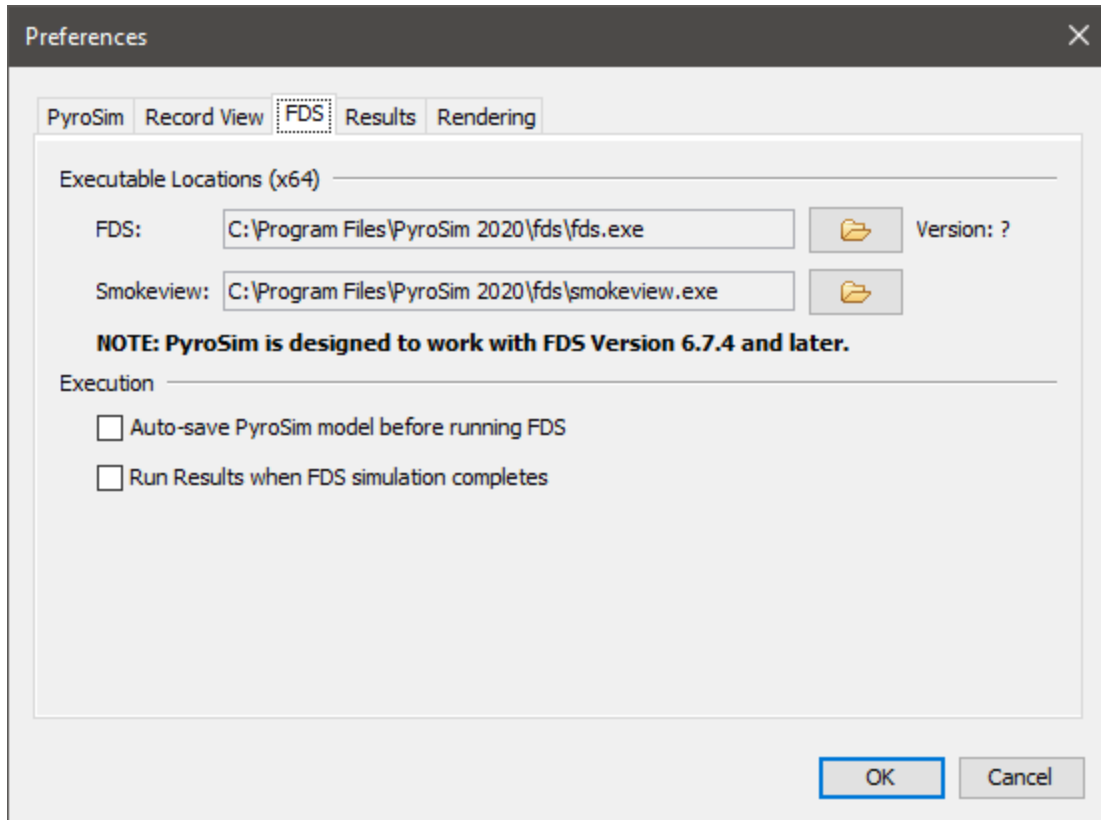 Preferences
PyroSim Record View FDS Results Rendering
Executable Locations (x64)
FDS: C:\Program Files\PyroSim 2020\fds\fds.exe Version: ?
Smokeview: C:\Program Files\PyroSim 2020\fds\smokeview.exe
NOTE: PyroSim is designed to work with FDS Version 6.7.4 and later.
Execution
Auto-save PyroSim model before running FDS
Run Results when FDS simulation completes
OK Cancel